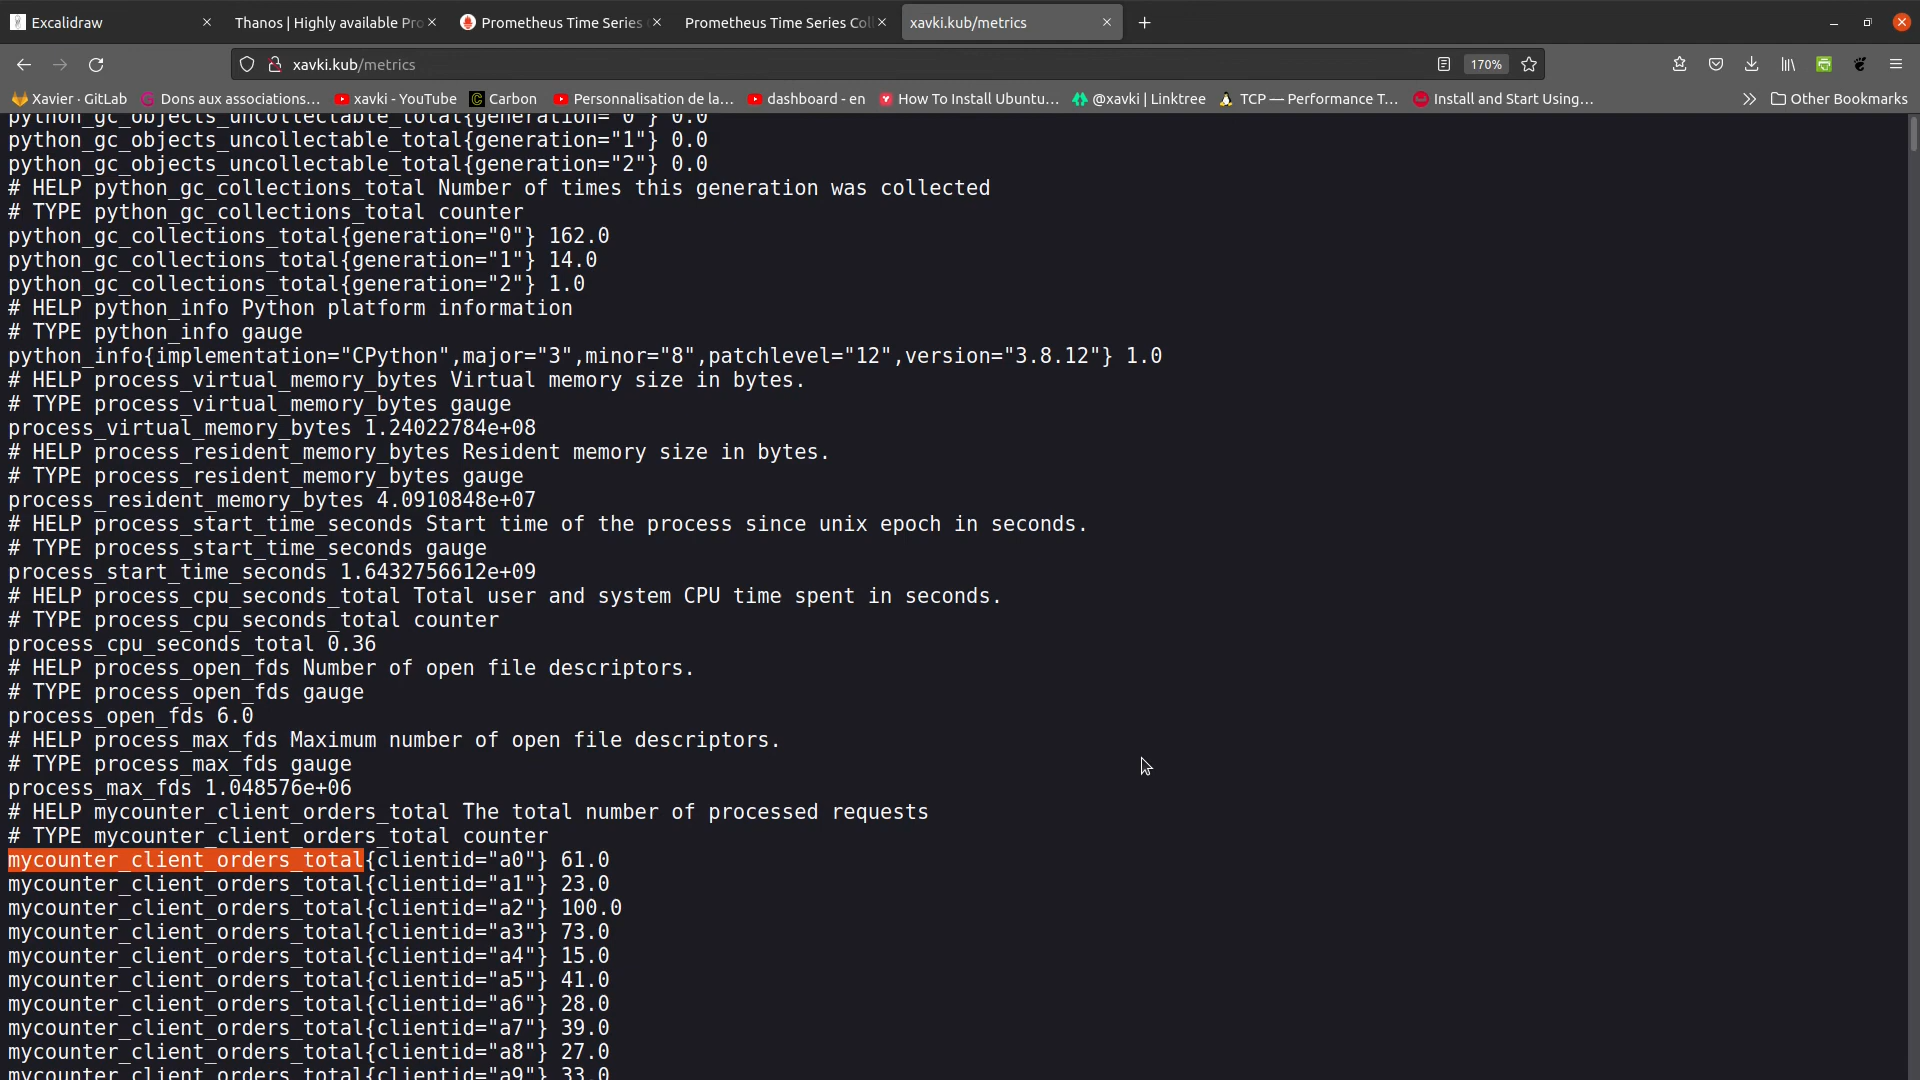 Excalidraw
Thanos | Highly available Pro
Prometheus Time Series
Prometheus Time Series Col
xavki.kub/metrics
xavki.kub/metrics
170%
Xavier · GitLab
Dons aux associations…
xavki - YouTube
Carbon
Personnalisation de la…
dashboard - en
How To Install Ubuntu…
@xavki | Linktree
TCP — Performance T…
Install and Start Using…
Other Bookmarks
python_gc_objects_uncollectable_total{generation="0"} 0.0
python_gc_objects_uncollectable_total{generation="1"} 0.0
python_gc_objects_uncollectable_total{generation="2"} 0.0
# HELP python_gc_collections_total Number of times this generation was collected
# TYPE python_gc_collections_total counter
python_gc_collections_total{generation="0"} 162.0
python_gc_collections_total{generation="1"} 14.0
python_gc_collections_total{generation="2"} 1.0
# HELP python_info Python platform information
# TYPE python_info gauge
python_info{implementation="CPython",major="3",minor="8",patchlevel="12",version="3.8.12"} 1.0
# HELP process_virtual_memory_bytes Virtual memory size in bytes.
# TYPE process_virtual_memory_bytes gauge
process_virtual_memory_bytes 1.24022784e+08
# HELP process_resident_memory_bytes Resident memory size in bytes.
# TYPE process_resident_memory_bytes gauge
process_resident_memory_bytes 4.0910848e+07
# HELP process_start_time_seconds Start time of the process since unix epoch in seconds.
# TYPE process_start_time_seconds gauge
process_start_time_seconds 1.6432756612e+09
# HELP process_cpu_seconds_total Total user and system CPU time spent in seconds.
# TYPE process_cpu_seconds_total counter
process_cpu_seconds_total 0.36
# HELP process_open_fds Number of open file descriptors.
# TYPE process_open_fds gauge
process_open_fds 6.0
# HELP process_max_fds Maximum number of open file descriptors.
# TYPE process_max_fds gauge
process_max_fds 1.048576e+06
# HELP mycounter_client_orders_total The total number of processed requests
# TYPE mycounter_client_orders_total counter
mycounter_client_orders_total{clientid="a0"} 61.0
mycounter_client_orders_total{clientid="a1"} 23.0
mycounter_client_orders_total{clientid="a2"} 100.0
mycounter_client_orders_total{clientid="a3"} 73.0
mycounter_client_orders_total{clientid="a4"} 15.0
mycounter_client_orders_total{clientid="a5"} 41.0
mycounter_client_orders_total{clientid="a6"} 28.0
mycounter_client_orders_total{clientid="a7"} 39.0
mycounter_client_orders_total{clientid="a8"} 27.0
mycounter_client_orders_total{clientid="a9"} 33.0